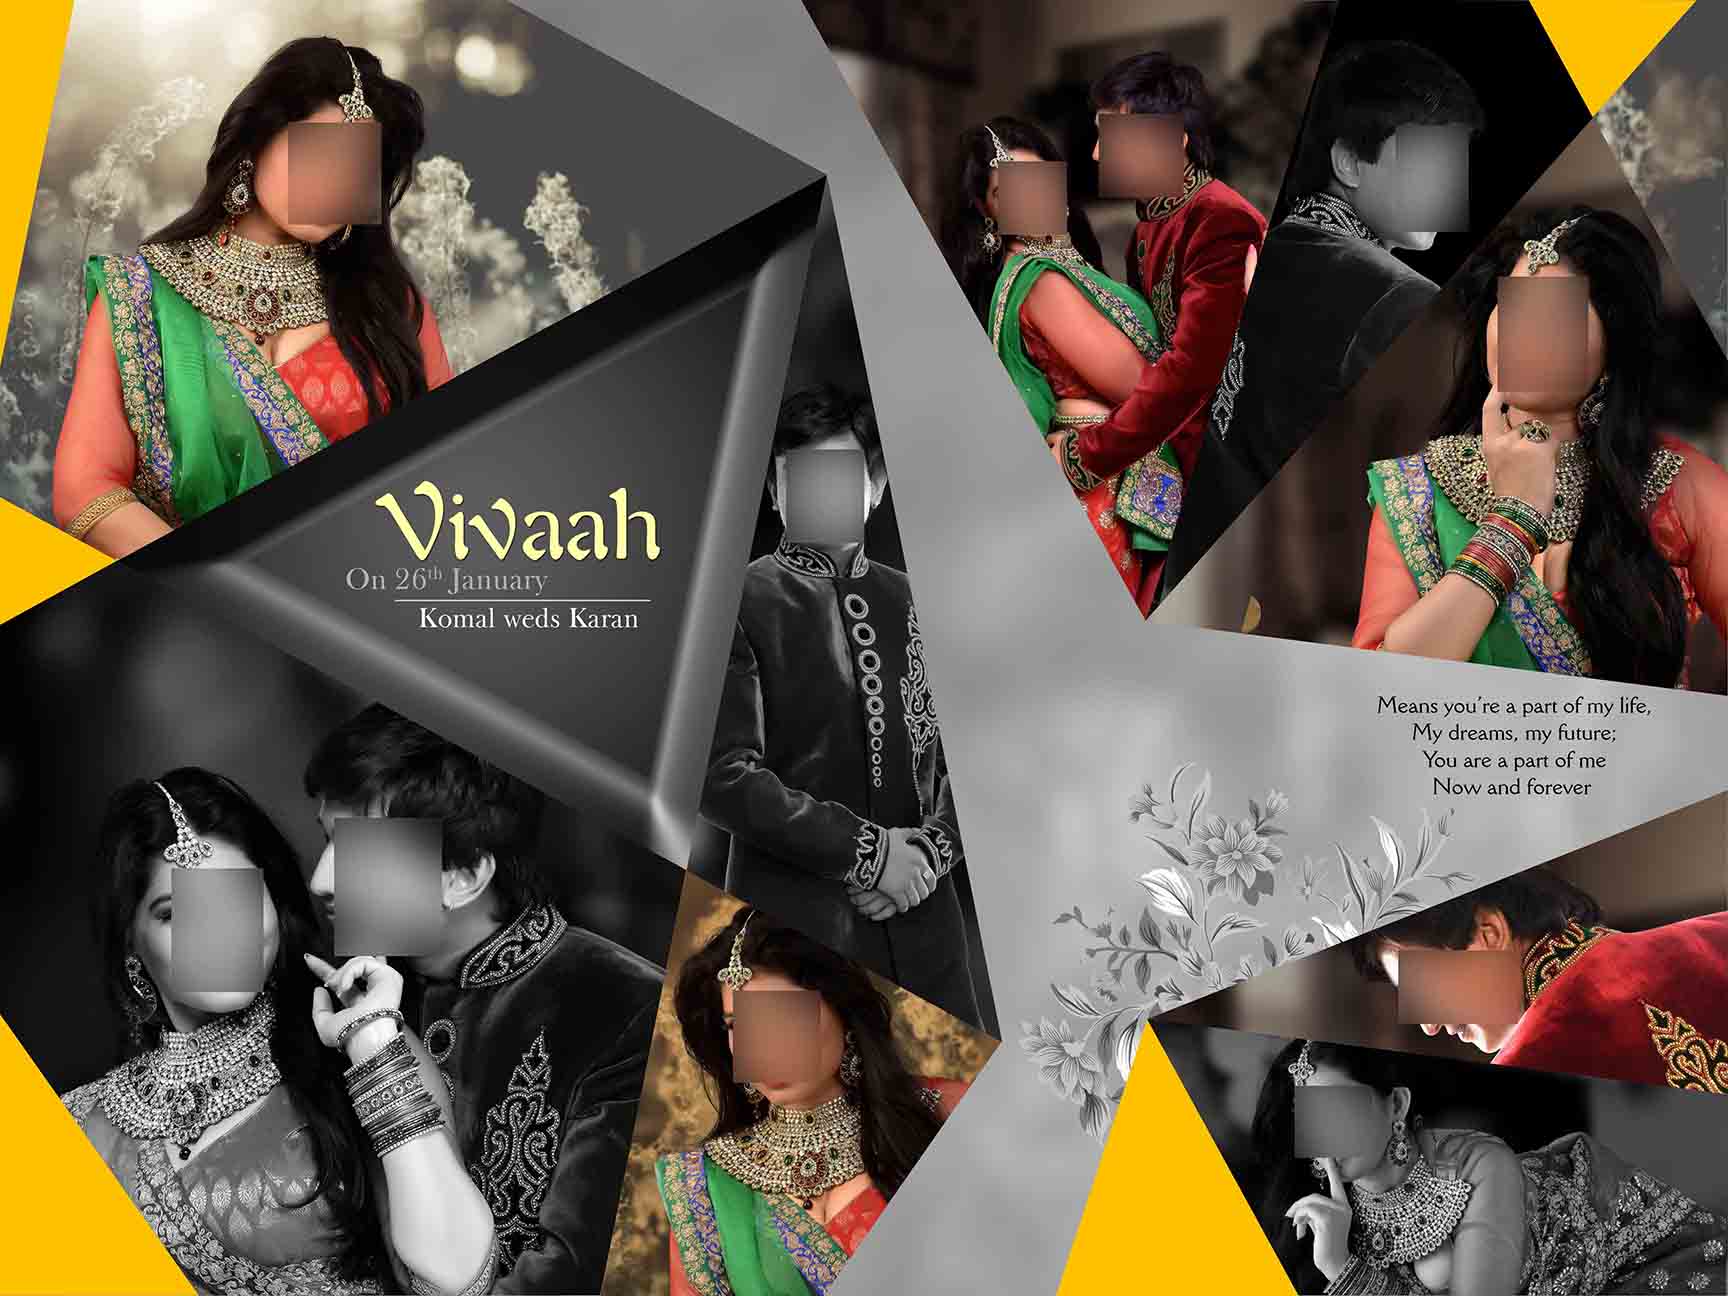 Vivaah
On 26th January
Komal weds Karan
Means you're a part of my life,
My dreams, my future;
You are a part of me
Now and forever